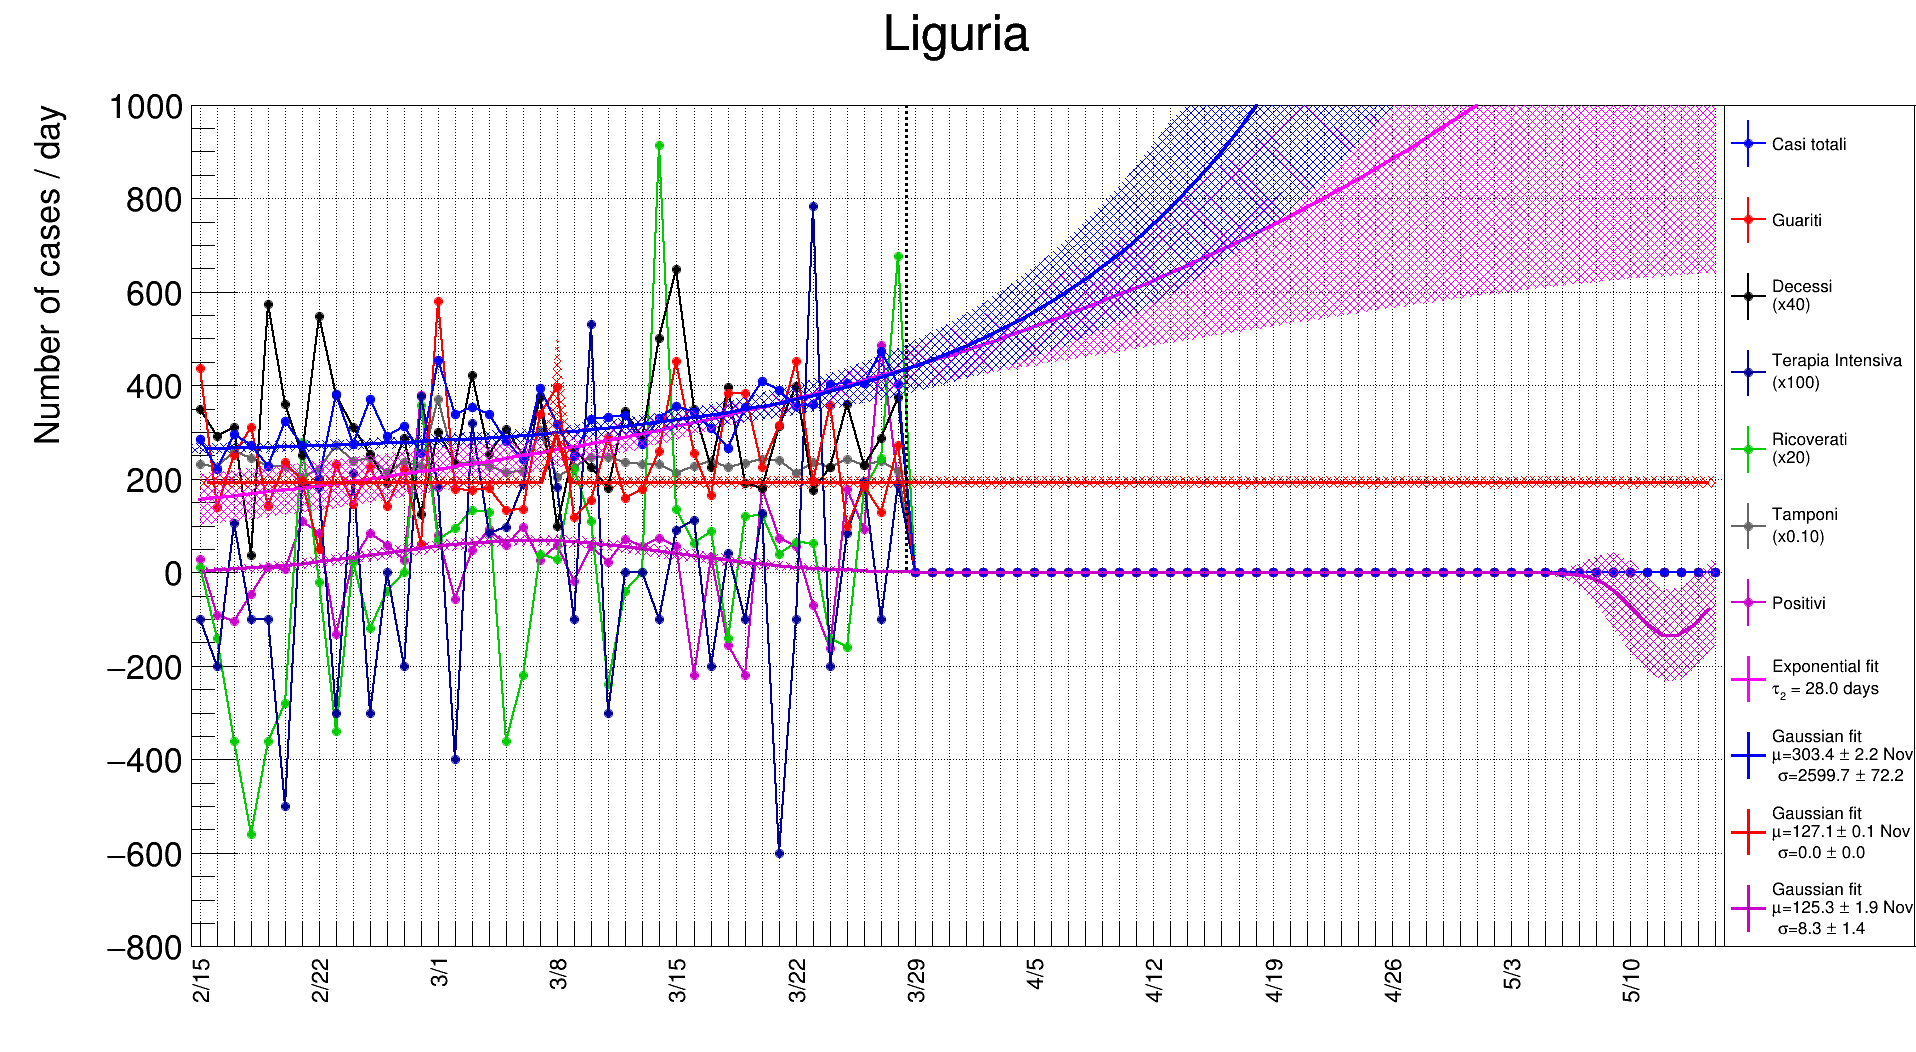 Liguria
Number of cases / day
1000
800
600
400
200
0
−200
−400
−600
−800
2/15
2/22
3/1
3/8
3/15
3/22
3/29
4/5
4/12
4/19
4/26
5/3
5/10
Casi totali
Guariti
Decessi
(x40)
Terapia Intensiva
(x100)
Ricoverati
(x20)
Tamponi
(x0.10)
Positivi
Exponential fit
τ2 = 28.0 days
Gaussian fit
μ=303.4 ± 2.2 Nov
σ=2599.7 ± 72.2
Gaussian fit
μ=127.1 ± 0.1 Nov
σ=0.0 ± 0.0
Gaussian fit
μ=125.3 ± 1.9 Nov
σ=8.3 ± 1.4